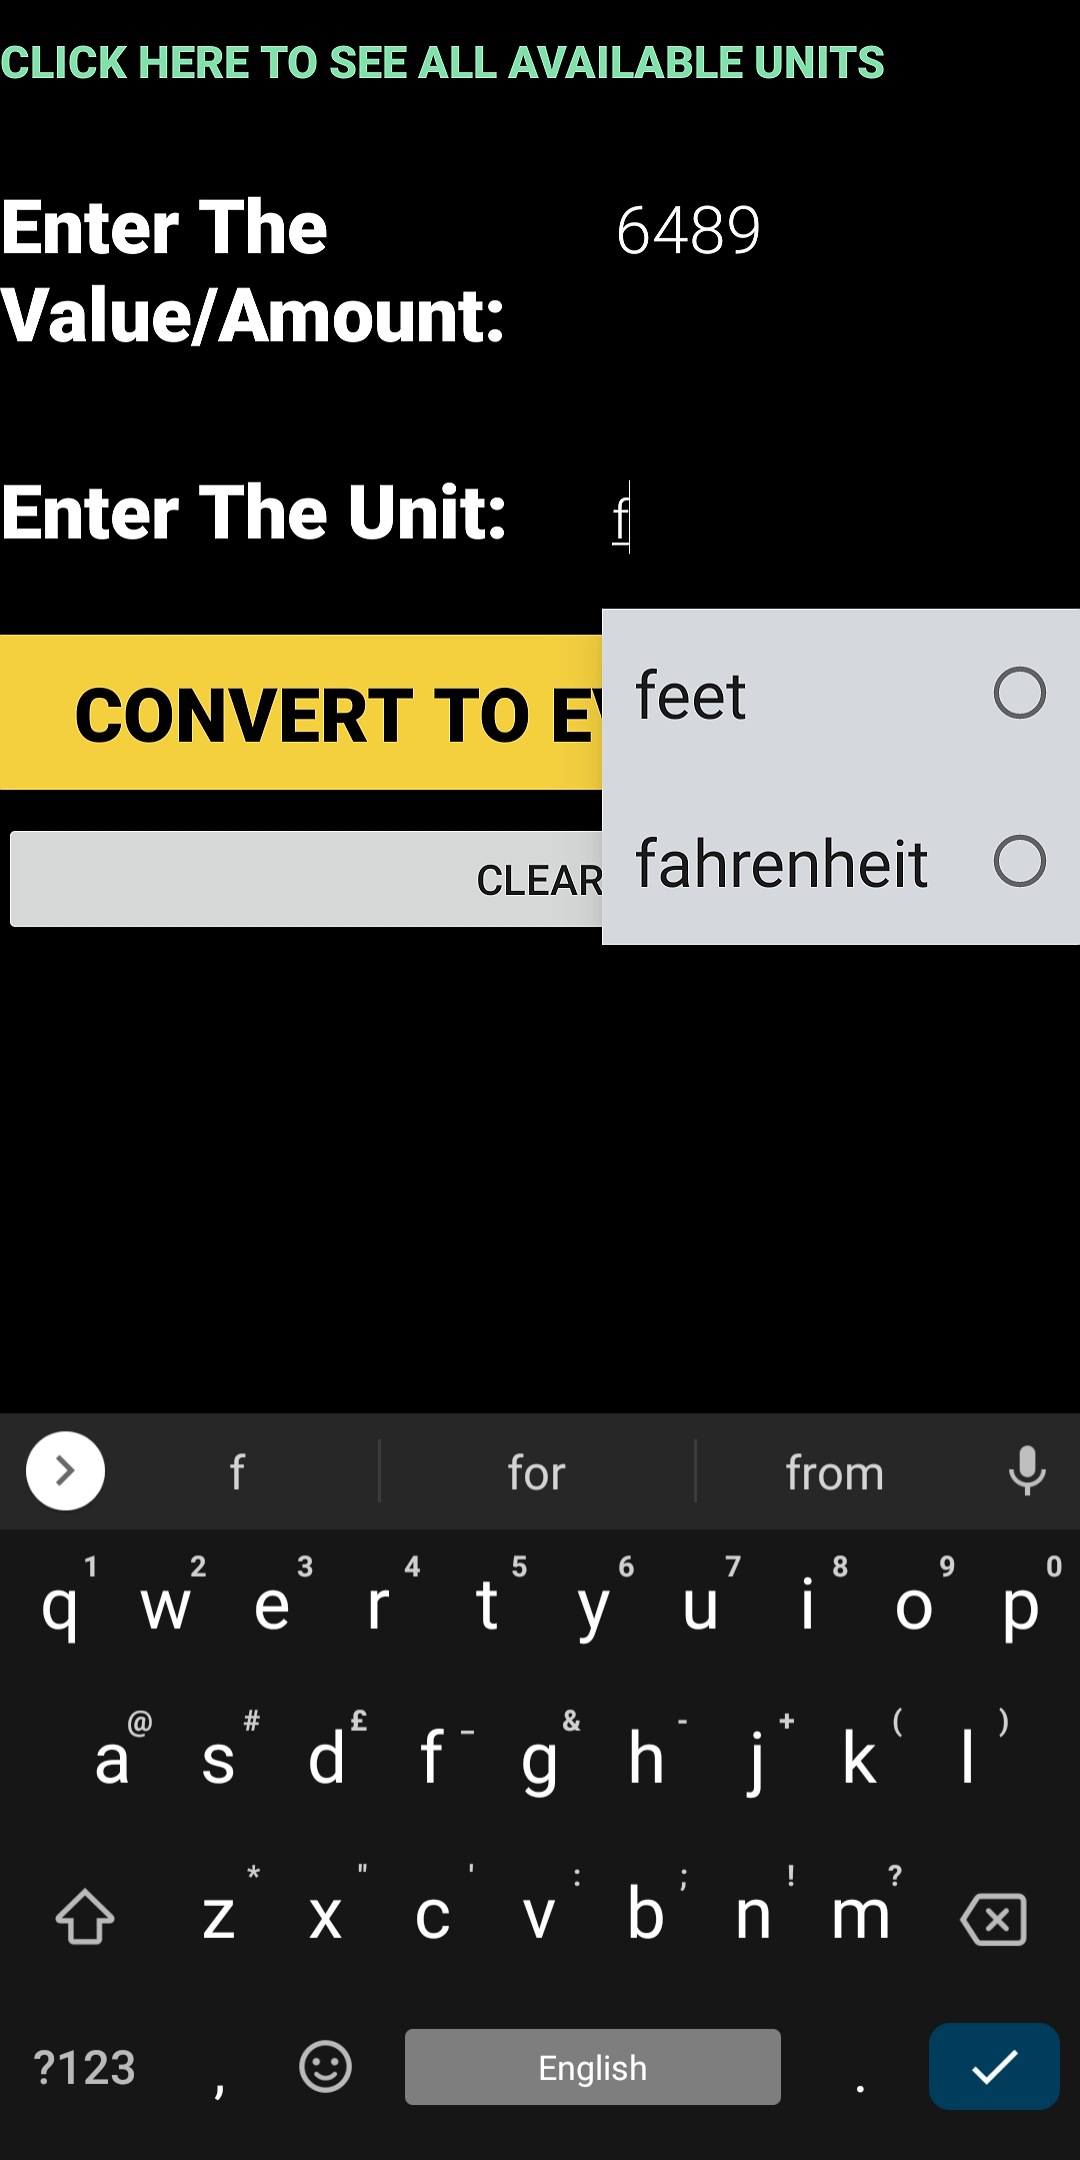 CLICK HERE TO SEE ALL AVAILABLE UNITS
Enter The 6489
Value/Amount:
Enter The Unit: f
CONVERT TO
feet
CLEAR
fahrenheit
f for from
1 2 3 4 5 6 7 8 9 0
q w e r t y u i o p
@ # £ _ & - + ( )
a s d f g h j k l
* " ' : ; ! ?
z x c v b n m
?123 , English .